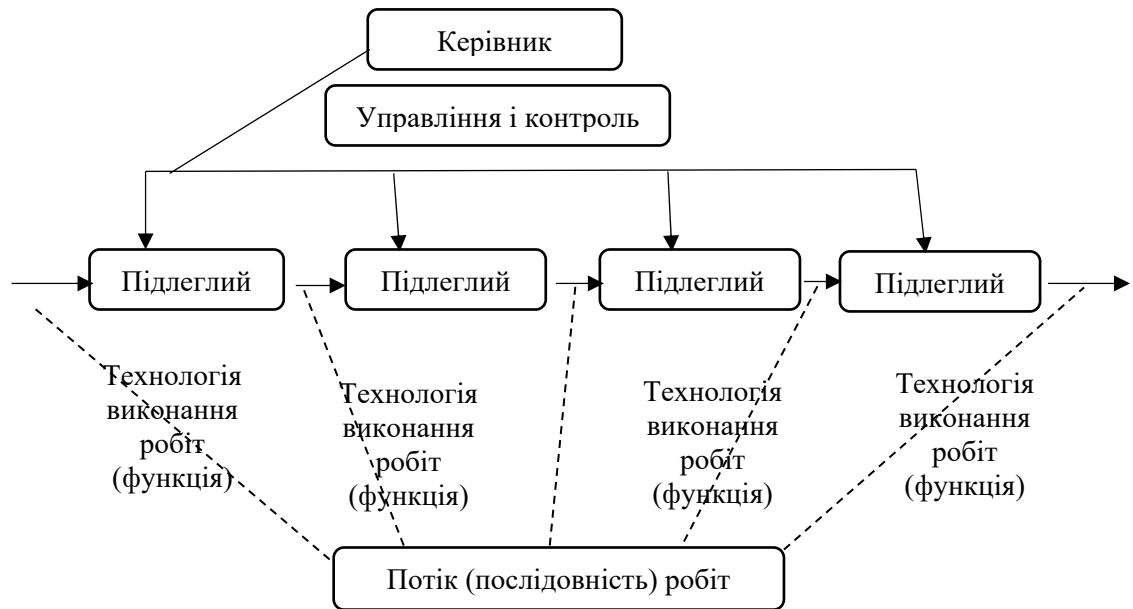 Керівник
Управління і контроль
Підлеглий
Підлеглий
Підлеглий
Підлеглий
Технологія
виконання
робіт
(функція)
Технологія
виконання
робіт
(функція)
Технологія
виконання
робіт
(функція)
Технологія
виконання
робіт
(функція)
Потік (послідовність) робіт